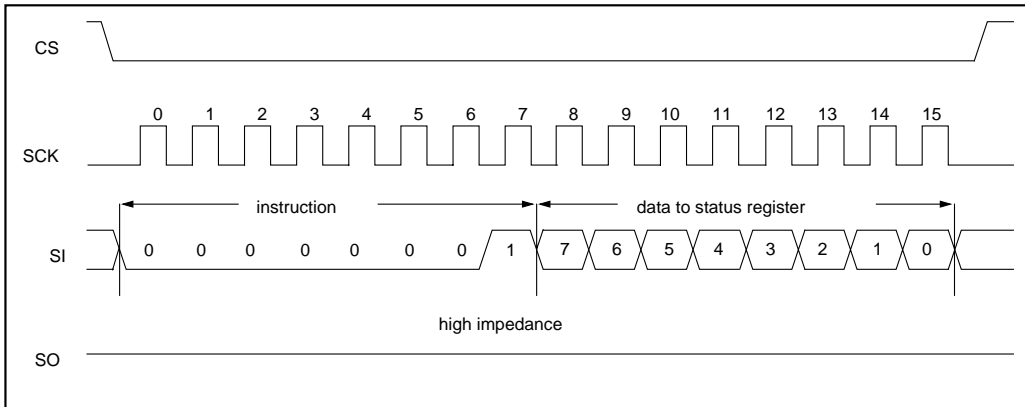 CS
0 1 2 3 4 5 6 7 8 9 10 11 12 13 14 15
SCK
instruction data to status register
SI 0 0 0 0 0 0 0 1 7 6 5 4 3 2 1 0
high impedance
SO